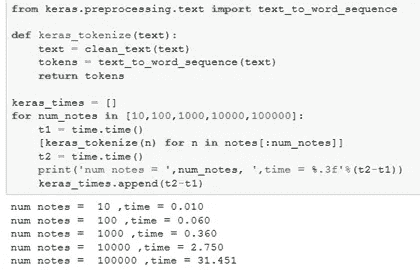 from keras.preprocessing.text import text_to_word_sequence
def keras_tokenize(text):
    text = clean_text(text)
    tokens = text_to_word_sequence(text)
    return tokens
keras_times = []
for num_notes in [10,100,1000,10000,100000]:
    t1 = time.time()
    [keras_tokenize(n) for n in notes[:num_notes]]
    t2 = time.time()
    print('num notes = ',num_notes, ',time = %.3f'%(t2-t1))
    keras_times.append(t2-t1)
num notes =  10 ,time = 0.010
num notes =  100 ,time = 0.060
num notes =  1000 ,time = 0.360
num notes =  10000 ,time = 2.750
num notes =  100000 ,time = 31.451